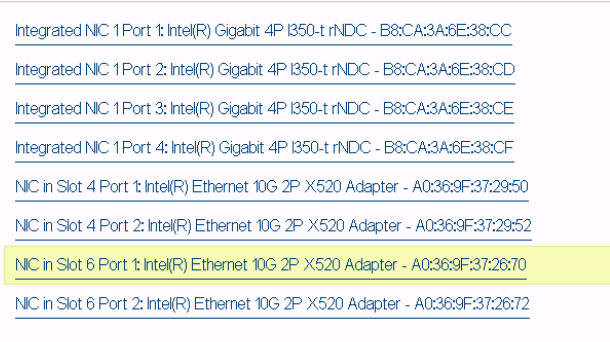 Integrated NIC 1 Port 1: Intel(R) Gigabit 4P I350-t rNDC - B8:CA:3A:6E:38:CC
Integrated NIC 1 Port 2: Intel(R) Gigabit 4P I350-t rNDC - B8:CA:3A:6E:38:CD
Integrated NIC 1 Port 3: Intel(R) Gigabit 4P I350-t rNDC - B8:CA:3A:6E:38:CE
Integrated NIC 1 Port 4: Intel(R) Gigabit 4P I350-t rNDC - B8:CA:3A:6E:38:CF
NIC in Slot 4 Port 1: Intel(R) Ethernet 10G 2P X520 Adapter - A0:36:9F:37:29:50
NIC in Slot 4 Port 2: Intel(R) Ethernet 10G 2P X520 Adapter - A0:36:9F:37:29:52
NIC in Slot 6 Port 1: Intel(R) Ethernet 10G 2P X520 Adapter - A0:36:9F:37:26:70
NIC in Slot 6 Port 2: Intel(R) Ethernet 10G 2P X520 Adapter - A0:36:9F:37:26:72